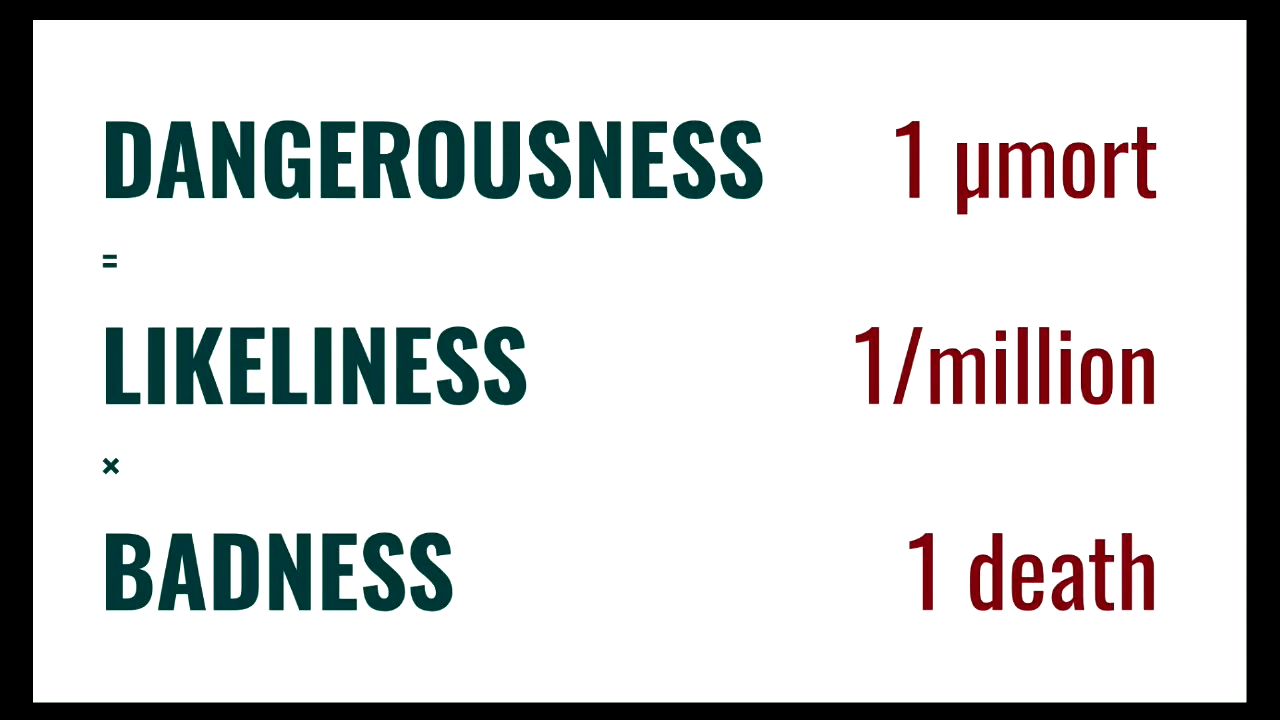 DANGEROUSNESS 1 µmort
=
LIKELINESS 1/million
×
BADNESS 1 death